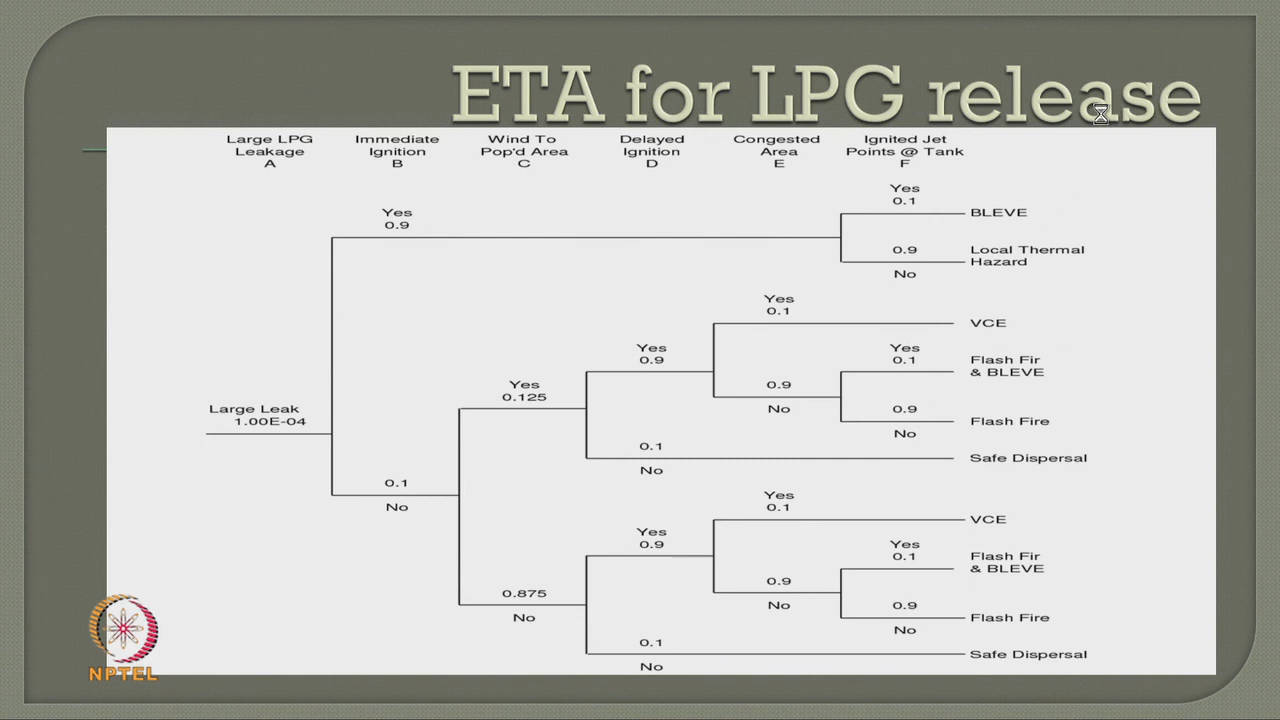 ETA for LPG release
Large LPG
Leakage
A
Immediate
Ignition
B
Wind To
Pop'd Area
C
Delayed
Ignition
D
Congested
Area
E
Ignited Jet
Points @ Tank
F
Yes
0.1
BLEVE
Yes
0.9
0.9
No
Local Thermal
Hazard
Yes
0.1
VCE
Yes
0.9
Yes
0.1
Flash Fir
& BLEVE
Yes
0.125
0.9
No
0.9
No
Flash Fire
Large Leak
1.00E-04
0.1
No
Safe Dispersal
0.1
No
Yes
0.1
VCE
Yes
0.9
Yes
0.1
Flash Fir
& BLEVE
0.875
No
0.9
No
0.9
No
Flash Fire
0.1
No
Safe Dispersal
NPTEL